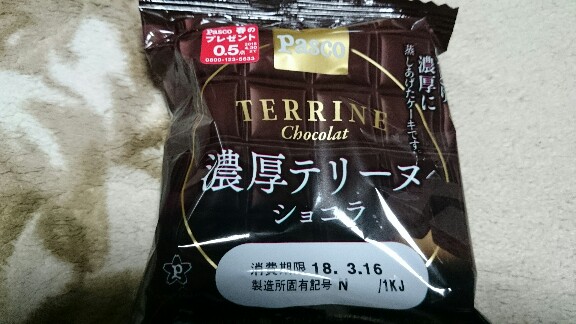 Pasco 春の
プレゼント
0.5点
Pasco
TERRINE
Chocolat
濃厚テリーヌ
ショコラ
濃厚に
蒸しあげたケーキです。
消費期限 18. 3.16
製造所固有記号 N /1KJ
P